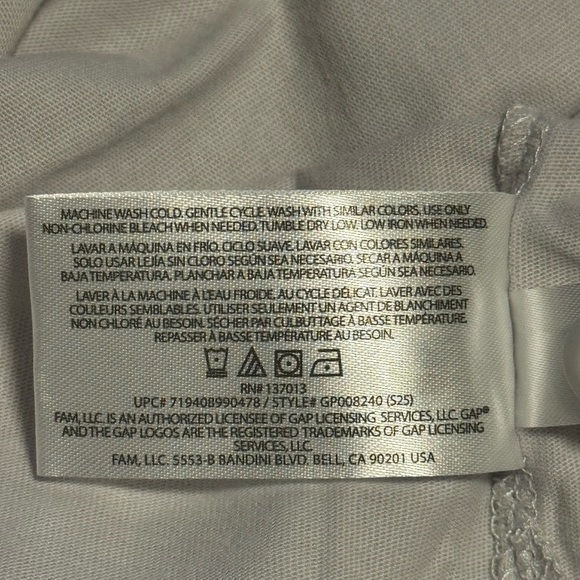 MACHINE WASH COLD. GENTLE CYCLE. WASH WITH SIMILAR COLORS. USE ONLY
NON-CHLORINE BLEACH WHEN NEEDED. TUMBLE DRY LOW. LOW IRON WHEN NEEDED.
LAVAR A MÁQUINA EN FRÍO. CICLO SUAVE. LAVAR CON COLORES SIMILARES.
SOLO USAR LEJÍA SIN CLORO SEGÚN SEA NECESARIO. SECAR A MÁQUINA A
BAJA TEMPERATURA. PLANCHAR A BAJA TEMPERATURA SEGÚN SEA NECESARIO.
LAVER À LA MACHINE À L'EAU FROIDE, AU CYCLE DÉLICAT. LAVER AVEC DES
COULEURS SEMBLABLES. UTILISER SEULEMENT UN AGENT DE BLANCHIMENT
NON CHLORÉ AU BESOIN. SÉCHER PAR CULBUTTAGE À BASSE TEMPÉRATURE.
REPASSER À BASSE TEMPÉRATURE AU BESOIN.
RN# 137013
UPC# 719408990478 / STYLE# GP008240 (S25)
FAM, LLC. IS AN AUTHORIZED LICENSEE OF GAP LICENSING SERVICES, LLC. GAP®
AND THE GAP LOGOS ARE THE REGISTERED TRADEMARKS OF GAP LICENSING
SERVICES, LLC.
FAM, LLC. 5553-B BANDINI BLVD. BELL, CA 90201 USA